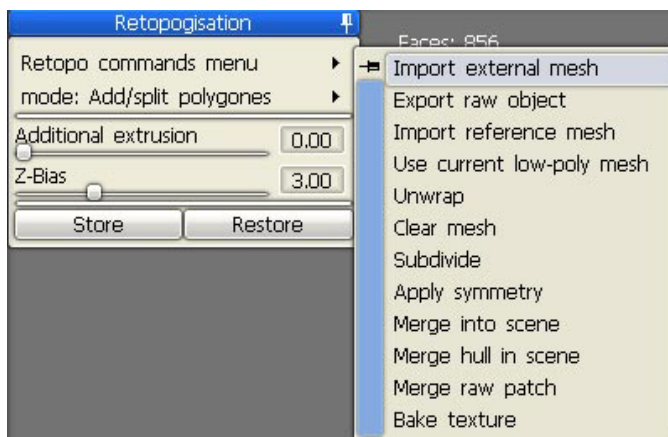 Retopogisation
Retopo commands menu
mode: Add/split polygones
Additional extrusion 0.00
Z-Bias 3.00
Store Restore
Faces: 856
Import external mesh
Export raw object
Import reference mesh
Use current low-poly mesh
Unwrap
Clear mesh
Subdivide
Apply symmetry
Merge into scene
Merge hull in scene
Merge raw patch
Bake texture